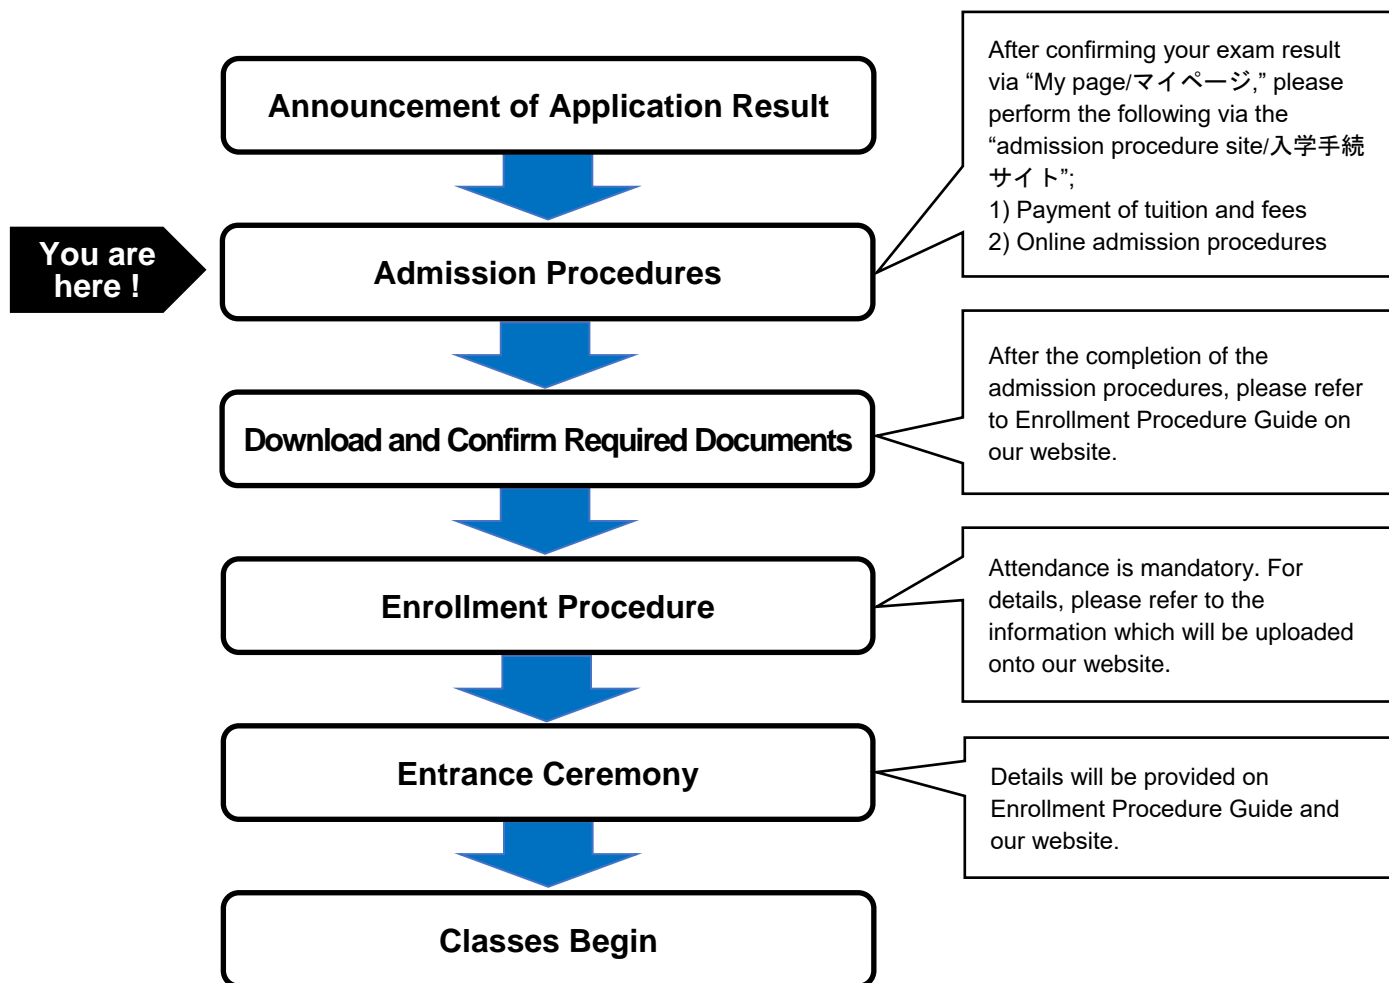 Announcement of Application Result
After confirming your exam result
via “My page/マイページ,” please
perform the following via the
“admission procedure site/入学手続
サイト”;
1) Payment of tuition and fees
2) Online admission procedures
You are
here !
Admission Procedures
After the completion of the
admission procedures, please refer
to Enrollment Procedure Guide on
our website.
Download and Confirm Required Documents
Attendance is mandatory. For
details, please refer to the
information which will be uploaded
onto our website.
Enrollment Procedure
Entrance Ceremony
Details will be provided on
Enrollment Procedure Guide and
our website.
Classes Begin